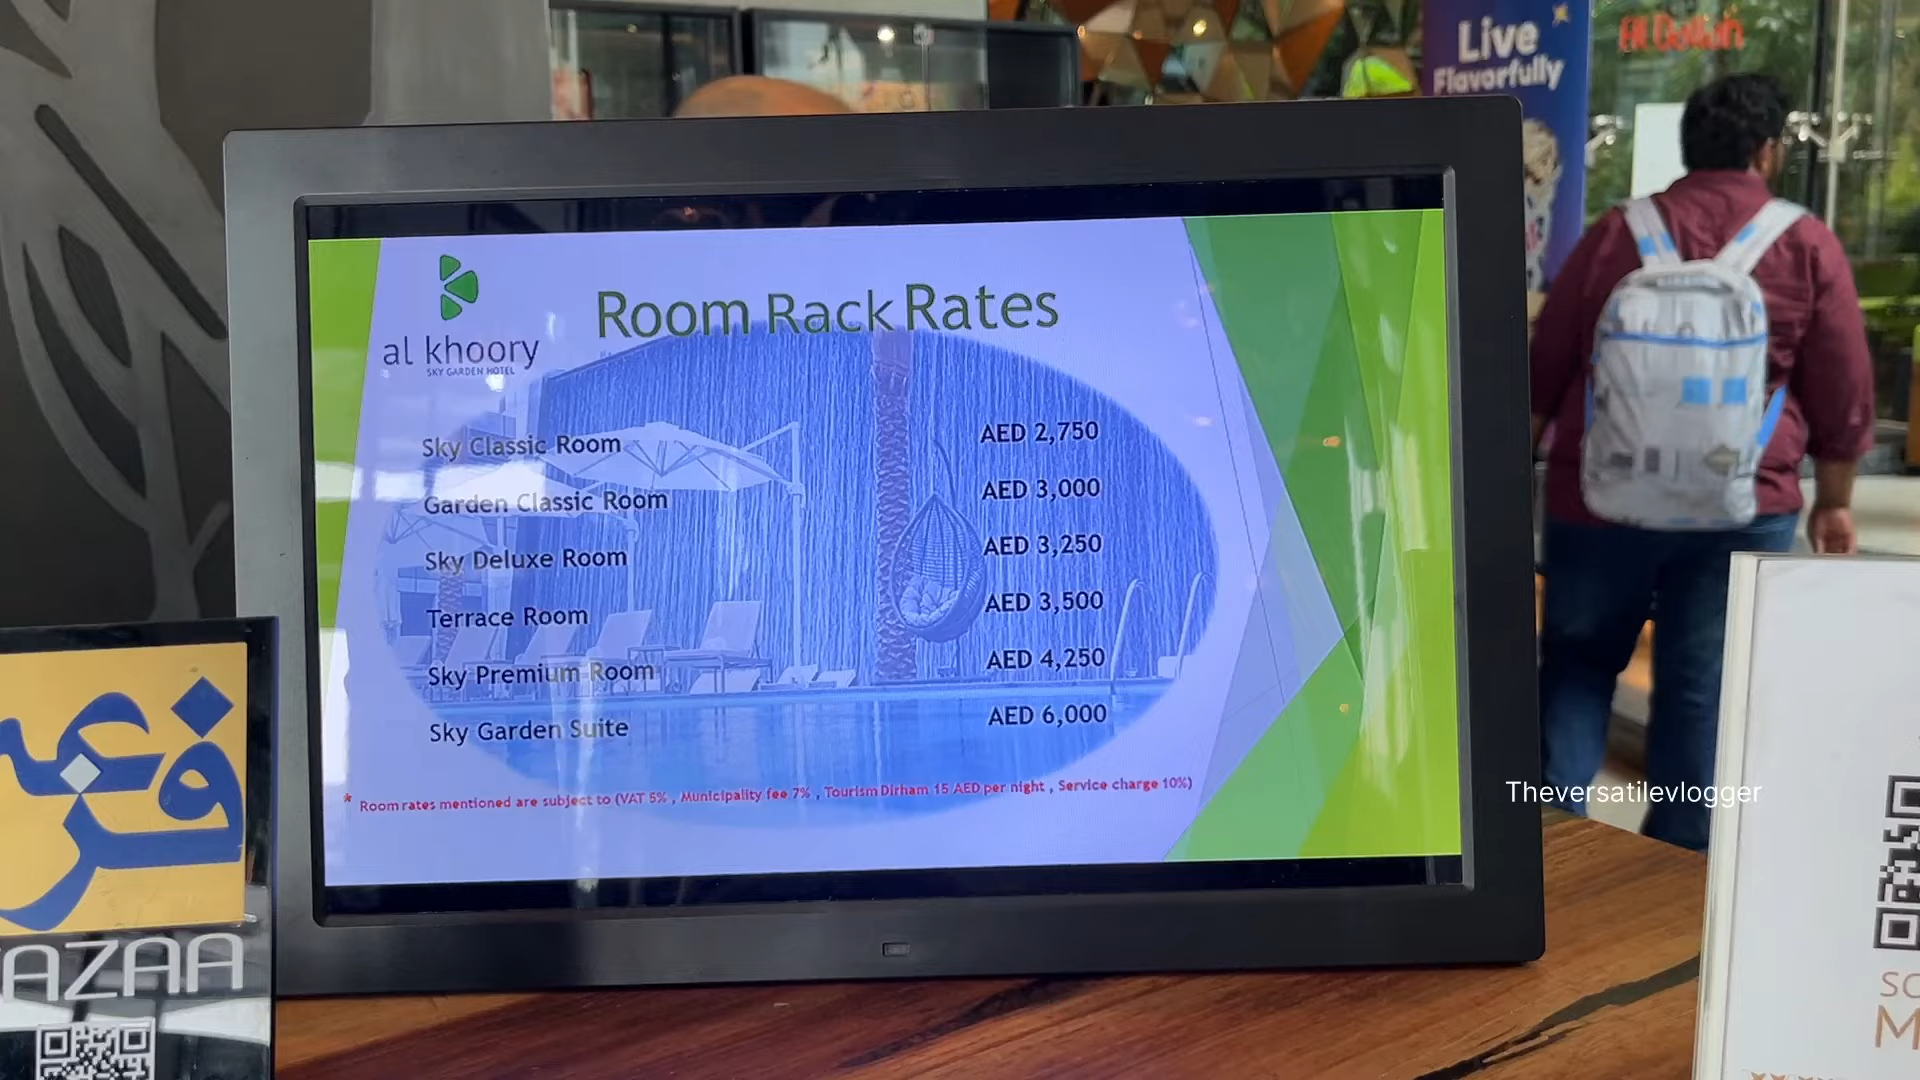 Live
Flavorfully
al khoory
SKY GARDEN HOTEL
Room Rack Rates
Sky Classic Room AED 2,750
Garden Classic Room AED 3,000
Sky Deluxe Room AED 3,250
Terrace Room AED 3,500
Sky Premium Room AED 4,250
Sky Garden Suite AED 6,000
* Room rates mentioned are subject to (VAT 5% , Municipality fee 7% , Tourism Dirham 15 AED per night , Service charge 10%)
Theversatilevlogger
AZAA
SO
M